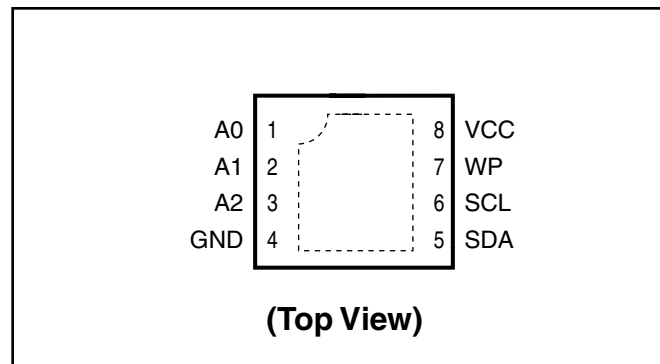 A0 1 8 VCC
A1 2 7 WP
A2 3 6 SCL
GND 4 5 SDA
(Top View)